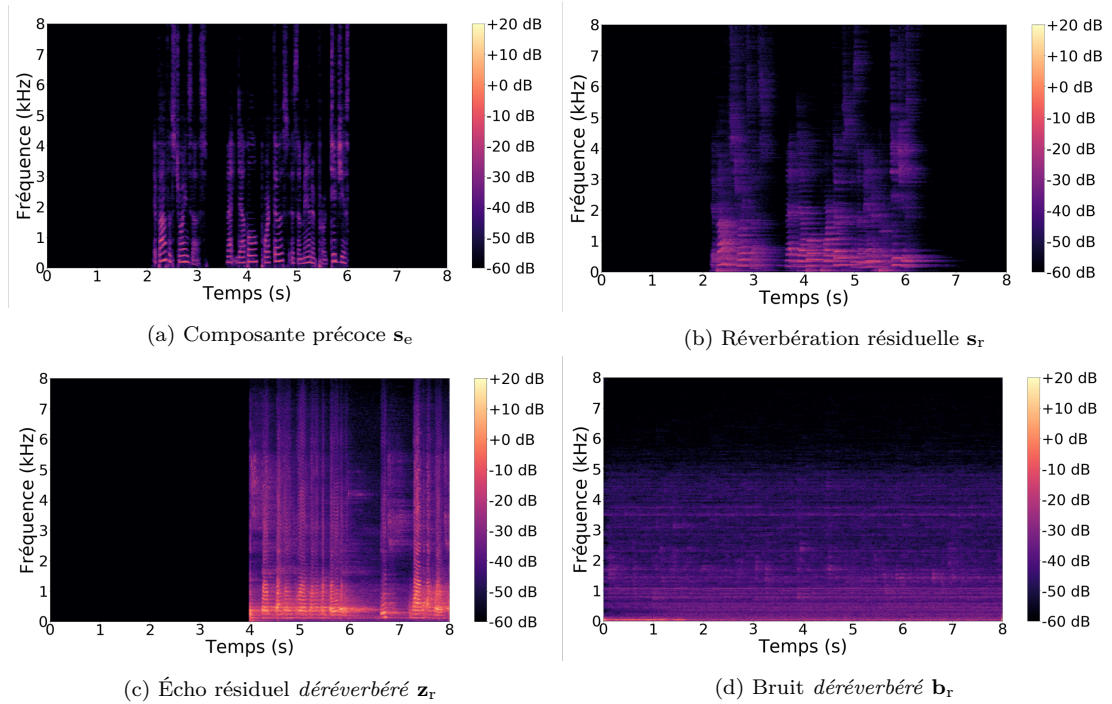 8
7
6
5
4
3
2
1
0
Fréquence (kHz)
0 1 2 3 4 5 6 7 8
Temps (s)
+20 dB
+10 dB
+0 dB
-10 dB
-20 dB
-30 dB
-40 dB
-50 dB
-60 dB
(a) Composante précoce s_e
8
7
6
5
4
3
2
1
0
Fréquence (kHz)
0 1 2 3 4 5 6 7 8
Temps (s)
+20 dB
+10 dB
+0 dB
-10 dB
-20 dB
-30 dB
-40 dB
-50 dB
-60 dB
(b) Réverbération résiduelle s_r
8
7
6
5
4
3
2
1
0
Fréquence (kHz)
0 1 2 3 4 5 6 7 8
Temps (s)
+20 dB
+10 dB
+0 dB
-10 dB
-20 dB
-30 dB
-40 dB
-50 dB
-60 dB
(c) Écho résiduel déréverbéré z_r
8
7
6
5
4
3
2
1
0
Fréquence (kHz)
0 1 2 3 4 5 6 7 8
Temps (s)
+20 dB
+10 dB
+0 dB
-10 dB
-20 dB
-30 dB
-40 dB
-50 dB
-60 dB
(d) Bruit déréverbéré b_r